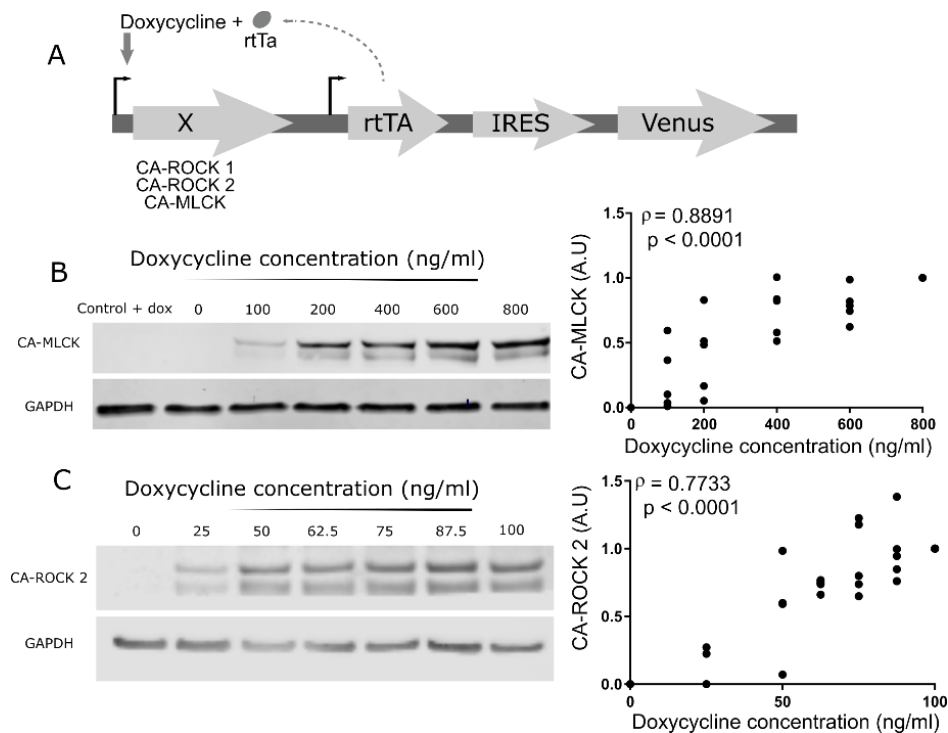 A
Doxycycline +
rtTa
X
rtTA
IRES
Venus
CA-ROCK 1
CA-ROCK 2
CA-MLCK
B
Doxycycline concentration (ng/ml)
Control + dox 0 100 200 400 600 800
CA-MLCK
GAPDH
ρ = 0.8891
p < 0.0001
CA-MLCK (A.U)
1.5
1.0
0.5
0.0
0 200 400 600 800
Doxycycline concentration (ng/ml)
C
Doxycycline concentration (ng/ml)
0 25 50 62.5 75 87.5 100
CA-ROCK 2
GAPDH
ρ = 0.7733
p < 0.0001
CA-ROCK 2 (A.U)
1.5
1.0
0.5
0.0
0 50 100
Doxycycline concentration (ng/ml)